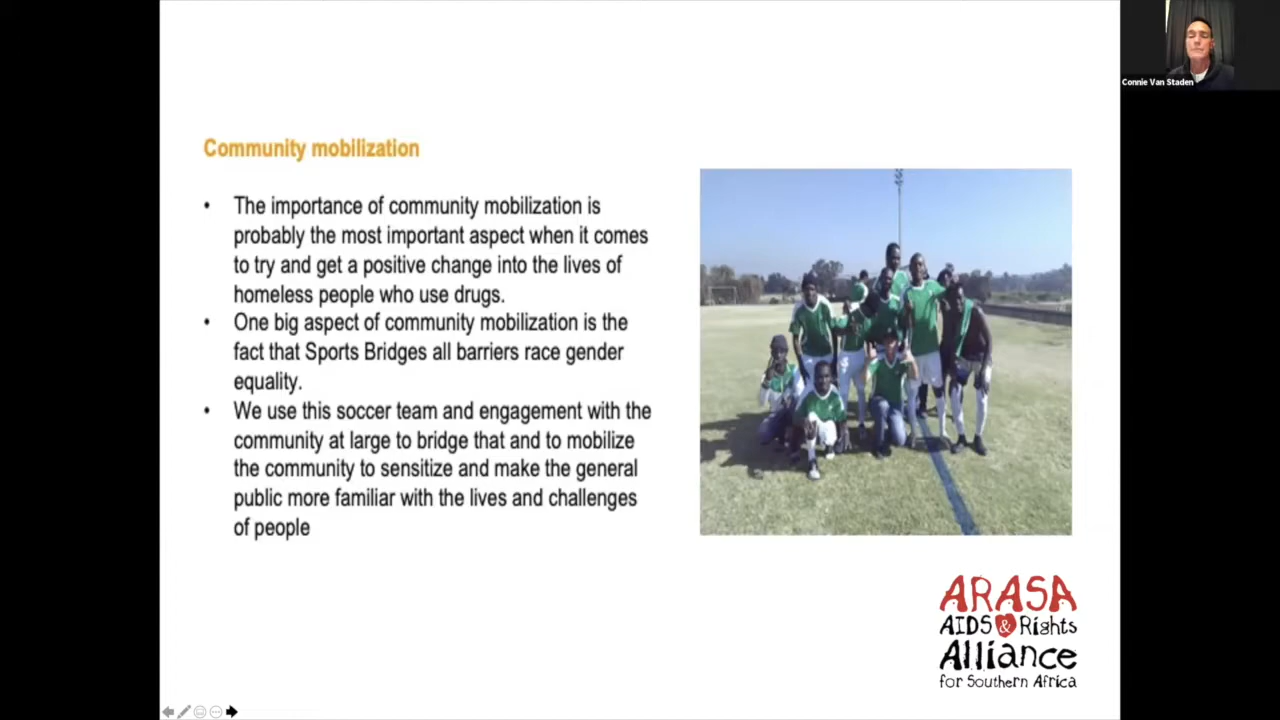 Connie Van Staden
Community mobilization
• The importance of community mobilization is
probably the most important aspect when it comes
to try and get a positive change into the lives of
homeless people who use drugs.
• One big aspect of community mobilization is the
fact that Sports Bridges all barriers race gender
equality.
• We use this soccer team and engagement with the
community at large to bridge that and to mobilize
the community to sensitize and make the general
public more familiar with the lives and challenges
of people
ARASA
AIDS & Rights
Alliance
for Southern Africa